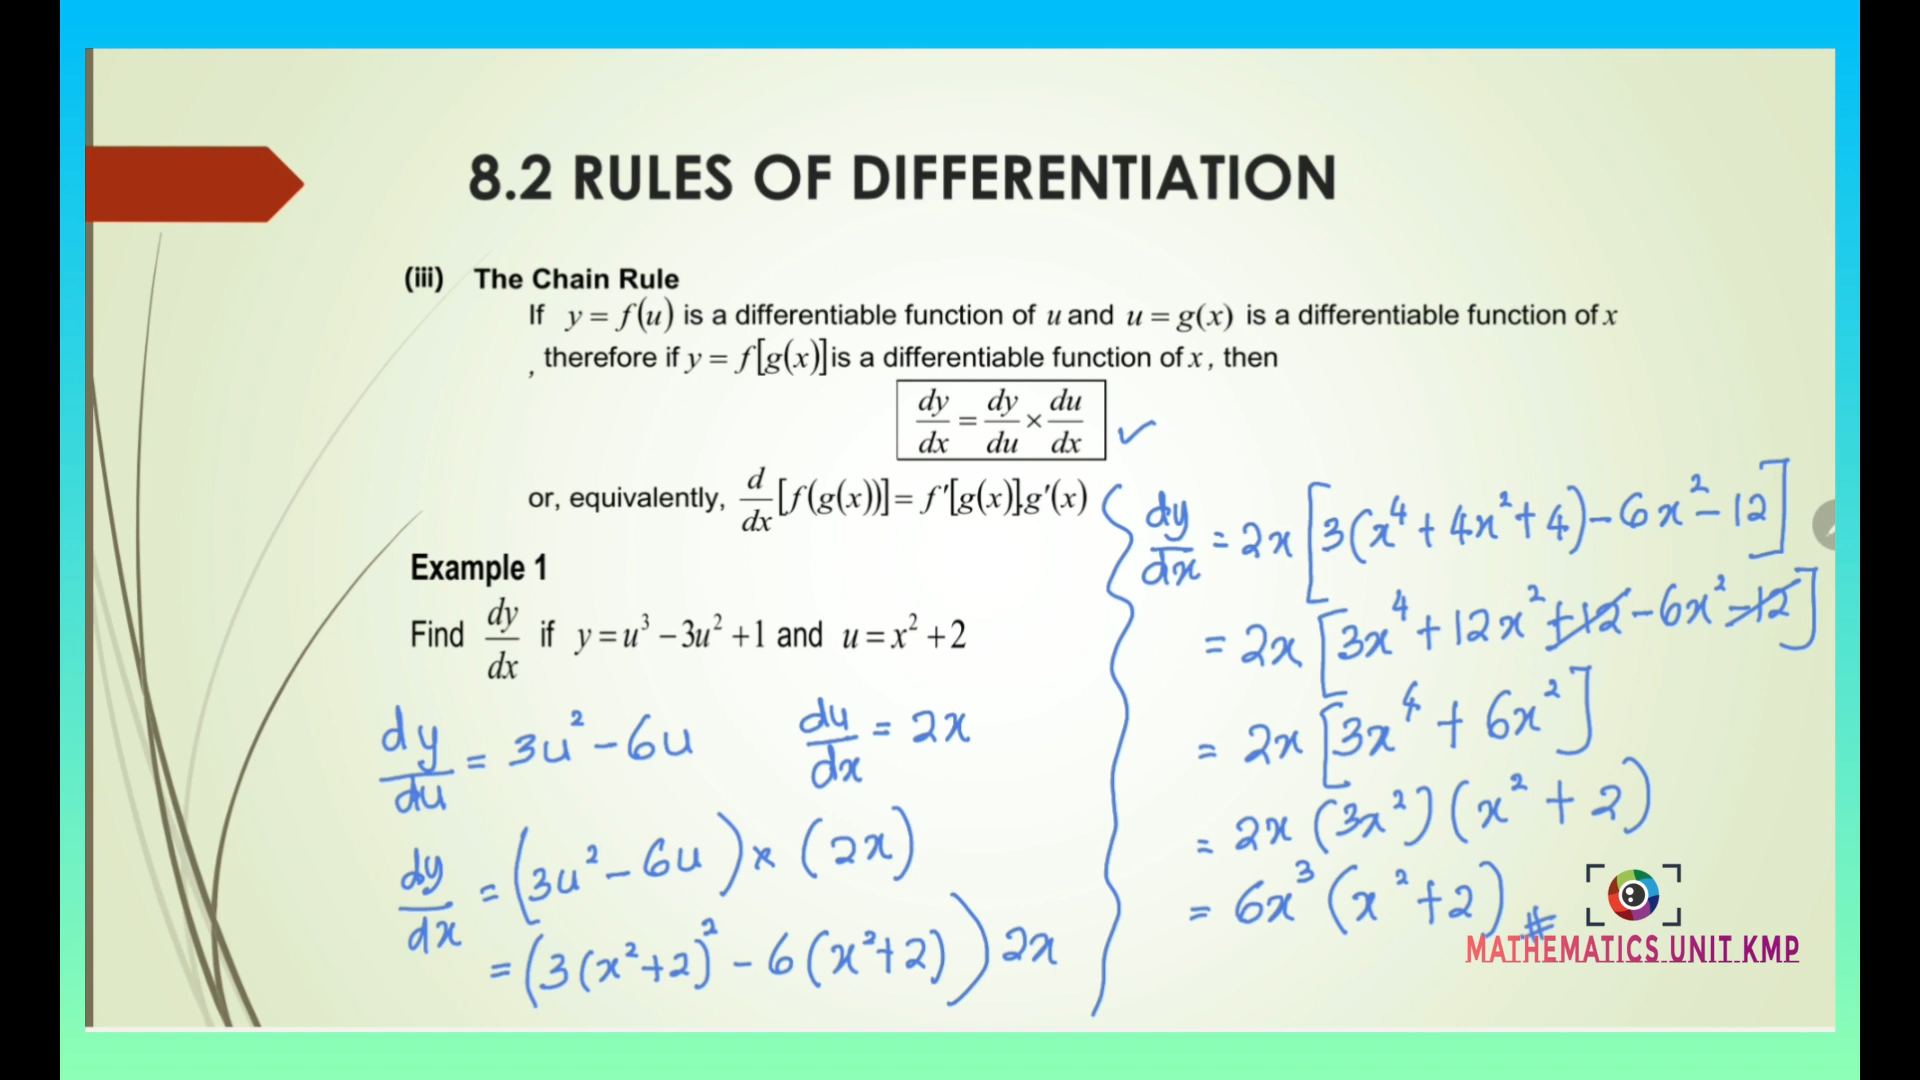 8.2 RULES OF DIFFERENTIATION
(iii) The Chain Rule
If y = f(u) is a differentiable function of u and u = g(x) is a differentiable function of x
, therefore if y = f[g(x)] is a differentiable function of x, then
dy/dx = dy/du × du/dx ✓
or, equivalently, d/dx [f(g(x))] = f'[g(x)].g'(x)
Example 1
Find dy/dx if y = u³ − 3u² + 1 and u = x² + 2
dy/du = 3u² − 6u du/dx = 2x
dy/dx = (3u² − 6u) × (2x)
= (3(x²+2)² − 6(x²+2)) 2x
dy/dx = 2x [3(x⁴ + 4x² + 4) − 6x² − 12]
= 2x [3x⁴ + 12x² + 12 − 6x² − 12]
= 2x [3x⁴ + 6x²]
= 2x (3x²) (x² + 2)
= 6x³ (x² + 2) #
MATHEMATICS UNIT KMP